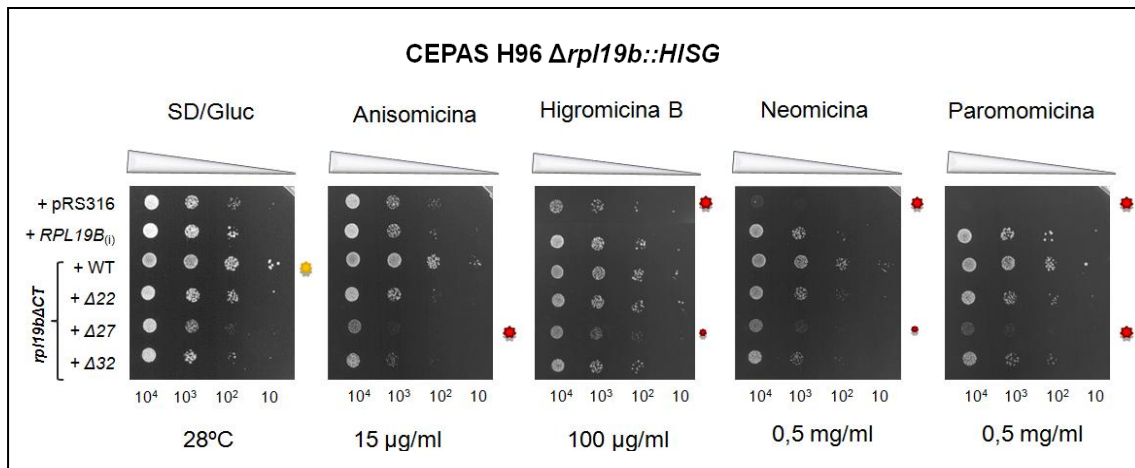 CEPAS H96 Δrpl19b::HISG
SD/Gluc Anisomicina Higromicina B Neomicina Paromomicina
+ pRS316
+ RPL19B(i)
+ WT
+ Δ22
+ Δ27
+ Δ32
rpl19bΔCT
10⁴ 10³ 10² 10 10⁴ 10³ 10² 10 10⁴ 10³ 10² 10 10⁴ 10³ 10² 10 10⁴ 10³ 10² 10
28ºC 15 µg/ml 100 µg/ml 0,5 mg/ml 0,5 mg/ml